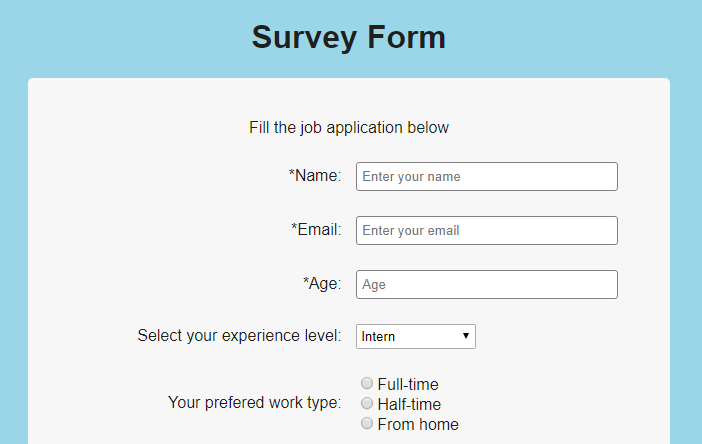 Survey Form
Fill the job application below
*Name: Enter your name
*Email: Enter your email
*Age: Age
Select your experience level: Intern
Full-time
Your prefered work type: Half-time
From home